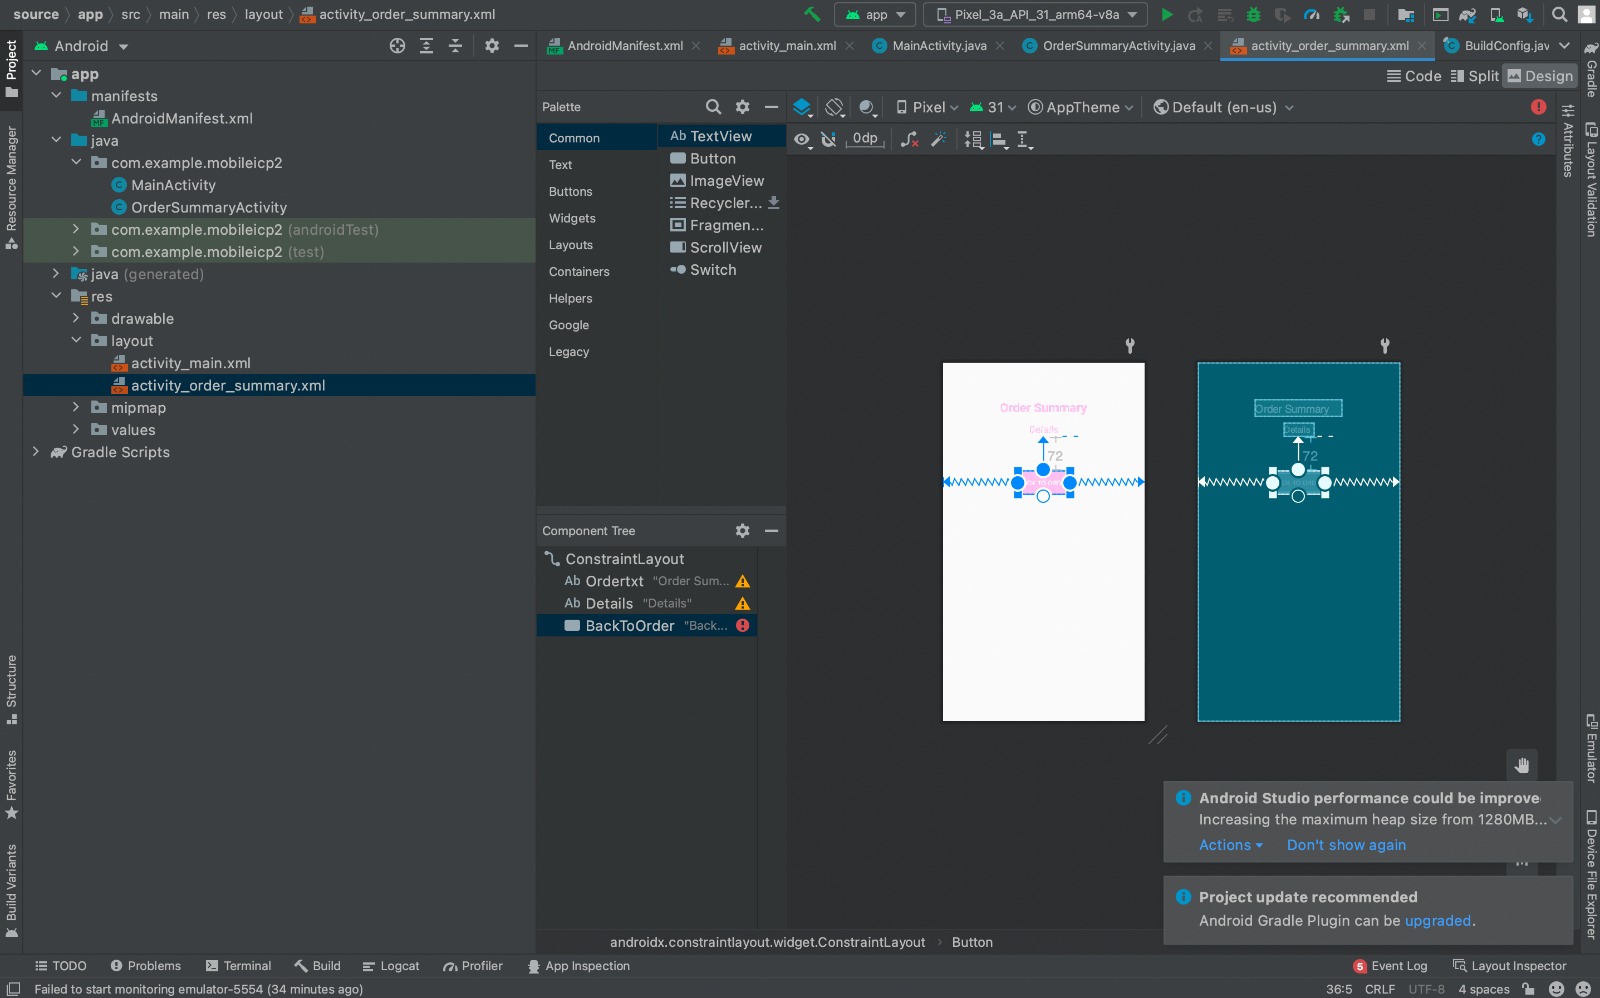 source app src main res layout activity_order_summary.xml app Pixel_3a_API_31_arm64-v8a
Project
Android
AndroidManifest.xml activity_main.xml MainActivity.java OrderSummaryActivity.java activity_order_summary.xml BuildConfig.jav
Code Split Design
app
manifests
AndroidManifest.xml
java
com.example.mobileicp2
MainActivity
OrderSummaryActivity
com.example.mobileicp2 (androidTest)
com.example.mobileicp2 (test)
java (generated)
res
drawable
layout
activity_main.xml
activity_order_summary.xml
mipmap
values
Gradle Scripts
Resource Manager
Structure
Favorites
Build Variants
Palette
Common
Text
Buttons
Widgets
Layouts
Containers
Helpers
Google
Legacy
Ab TextView
Button
ImageView
Recycler...
Fragmen...
ScrollView
Switch
Pixel 31 AppTheme Default (en-us)
0dp
Order Summary
Details
72
Order Summary
Details
72
Component Tree
ConstraintLayout
Ab Ordertxt "Order Sum...
Ab Details "Details"
BackToOrder "Back...
Gradle
Attributes
Layout Validation
Emulator
Device File Explorer
Android Studio performance could be improve
Increasing the maximum heap size from 1280MB...
Actions Don't show again
Project update recommended
Android Gradle Plugin can be upgraded.
androidx.constraintlayout.widget.ConstraintLayout Button
TODO Problems Terminal Build Logcat Profiler App Inspection 5 Event Log Layout Inspector
Failed to start monitoring emulator-5554 (34 minutes ago) 36:5 CRLF UTF-8 4 spaces